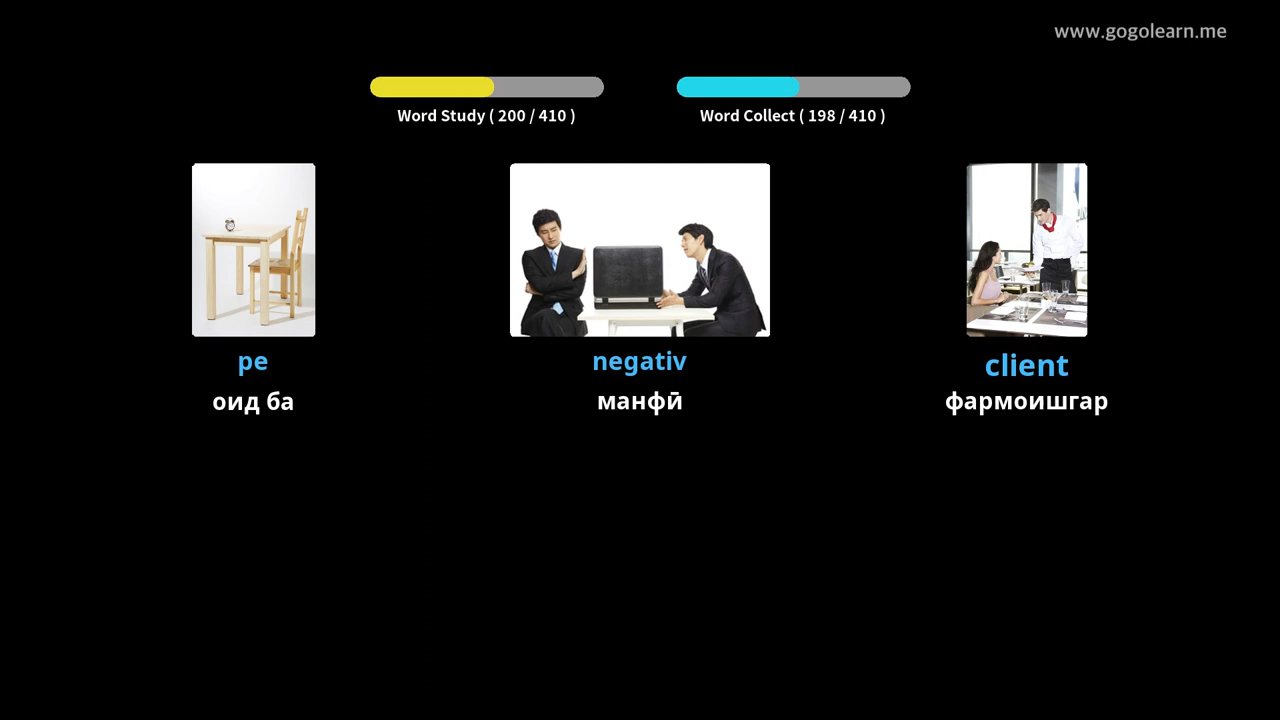 www.gogolearn.me
Word Study ( 200 / 410 )
Word Collect ( 198 / 410 )
pe
negativ
client
оид ба
манфӣ
фармоишгар